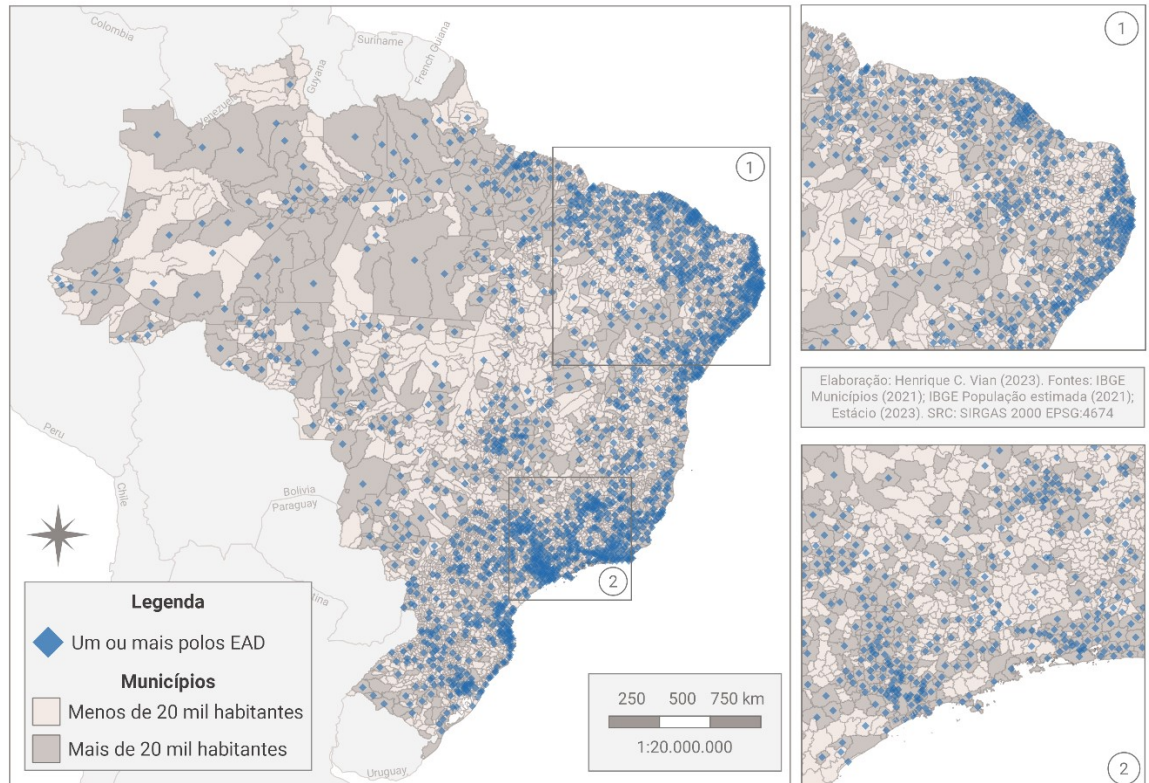 Colombia
Venezuela
Guyana
Suriname
French Guiana
Peru
Chile
Bolivia
Paraguay
Uruguay
1
2
Legenda
Um ou mais polos EAD
Municípios
Menos de 20 mil habitantes
Mais de 20 mil habitantes
250 500 750 km
1:20.000.000
1
Elaboração: Henrique C. Vian (2023). Fontes: IBGE
Municípios (2021); IBGE População estimada (2021);
Estácio (2023). SRC: SIRGAS 2000 EPSG:4674
2